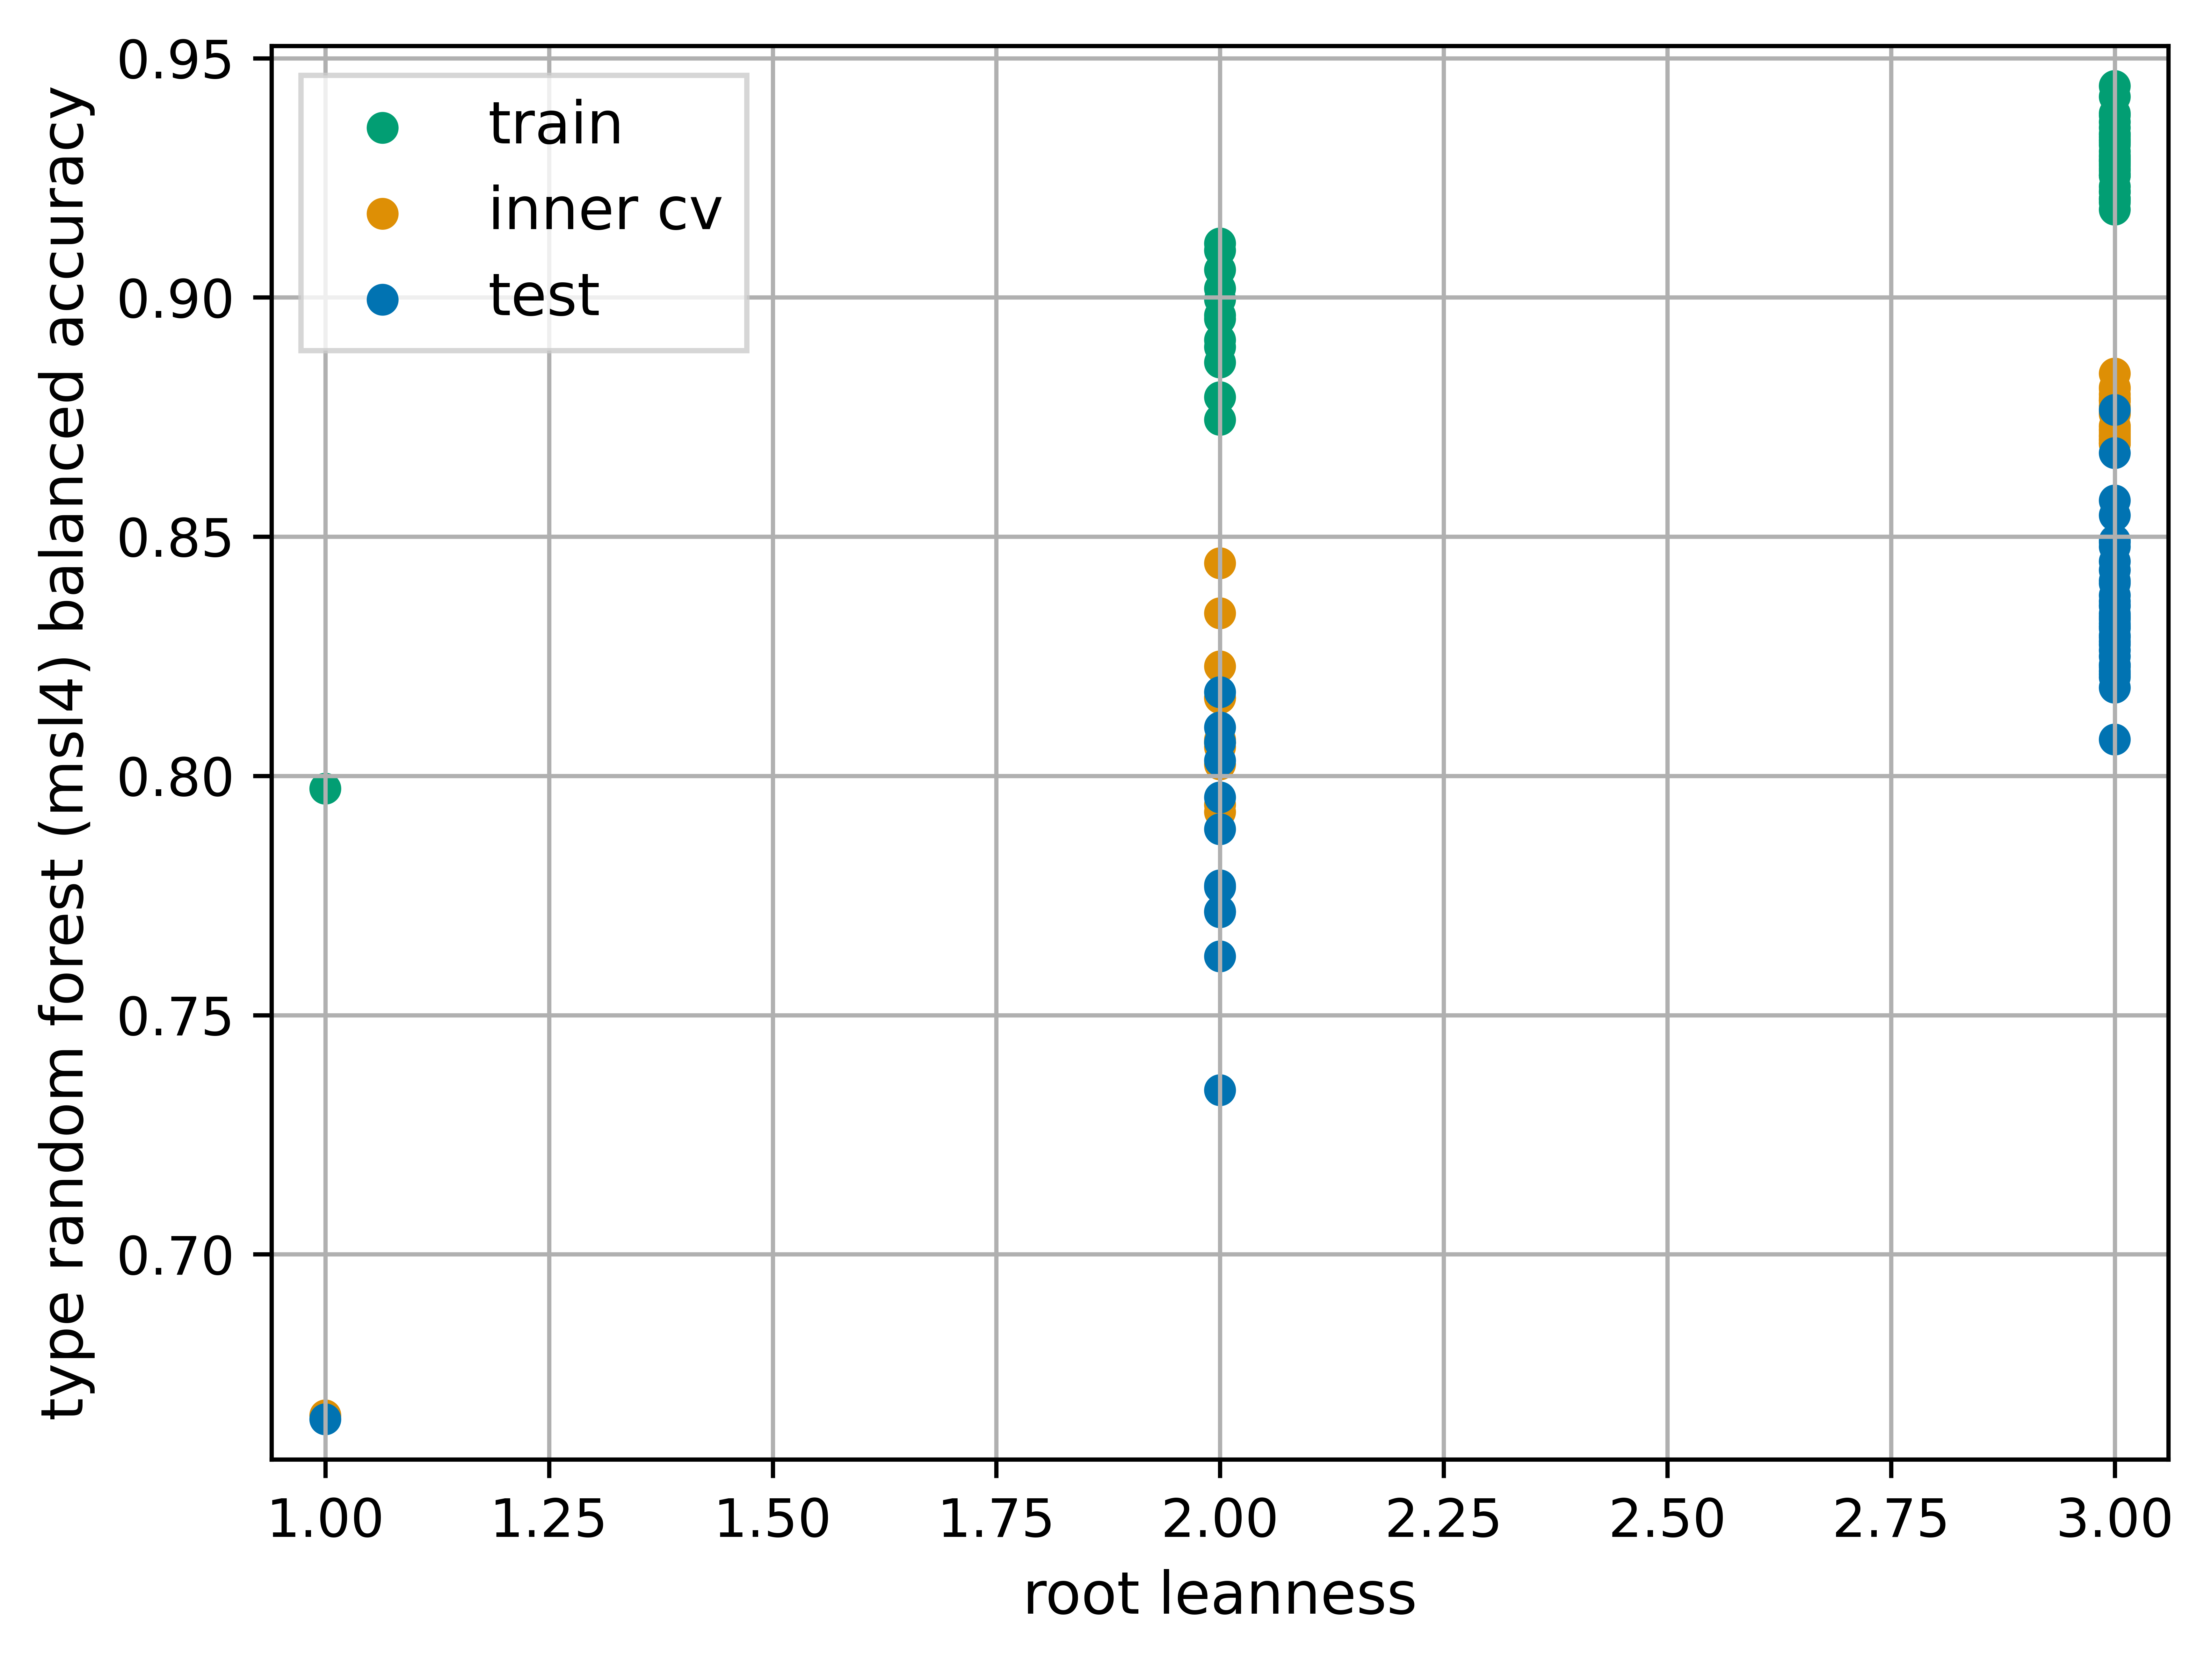 type random forest (msl4) balanced accuracy
0.95
0.90
0.85
0.80
0.75
0.70
train
inner cv
test
1.00 1.25 1.50 1.75 2.00 2.25 2.50 2.75 3.00
root leanness